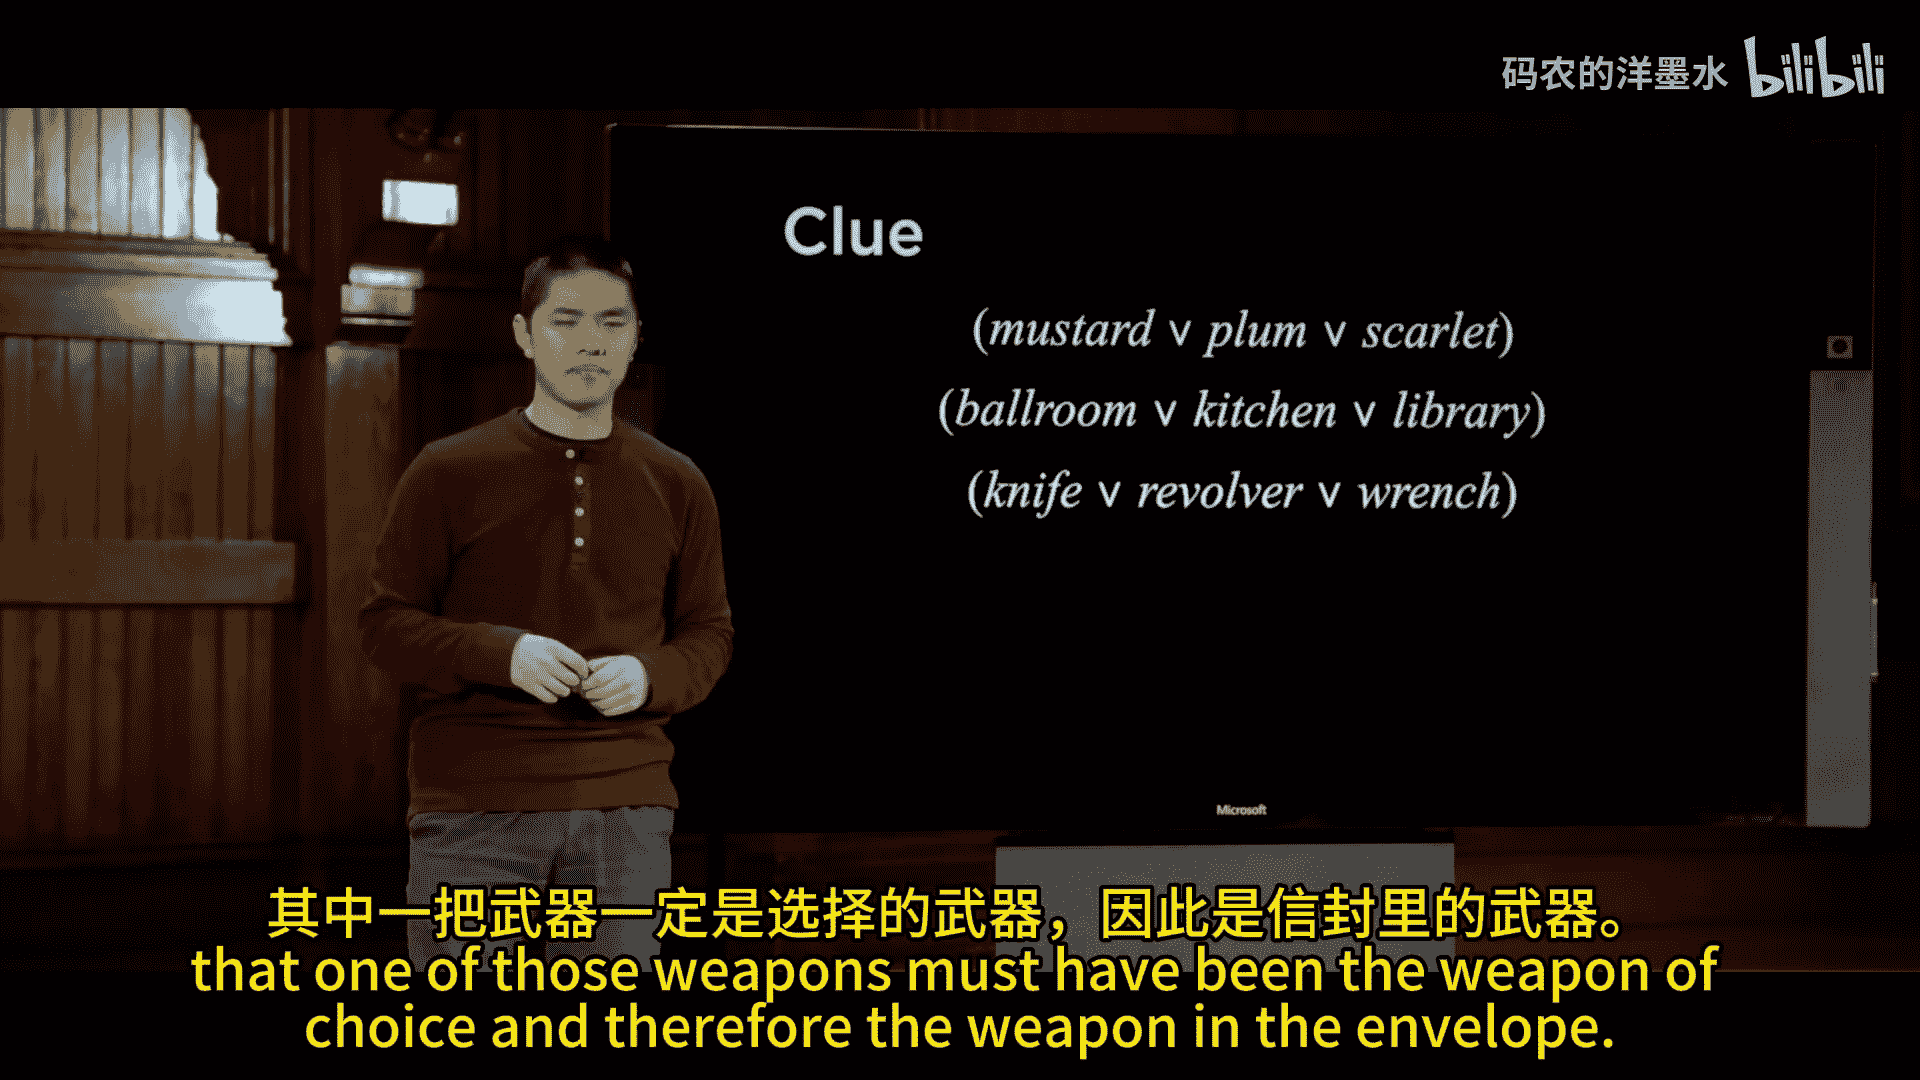 码农的洋墨水 bilibili
Clue
(mustard ∨ plum ∨ scarlet)
(ballroom ∨ kitchen ∨ library)
(knife ∨ revolver ∨ wrench)
Microsoft
其中一把武器一定是选择的武器，因此是信封里的武器。
that one of those weapons must have been the weapon of
choice and therefore the weapon in the envelope.